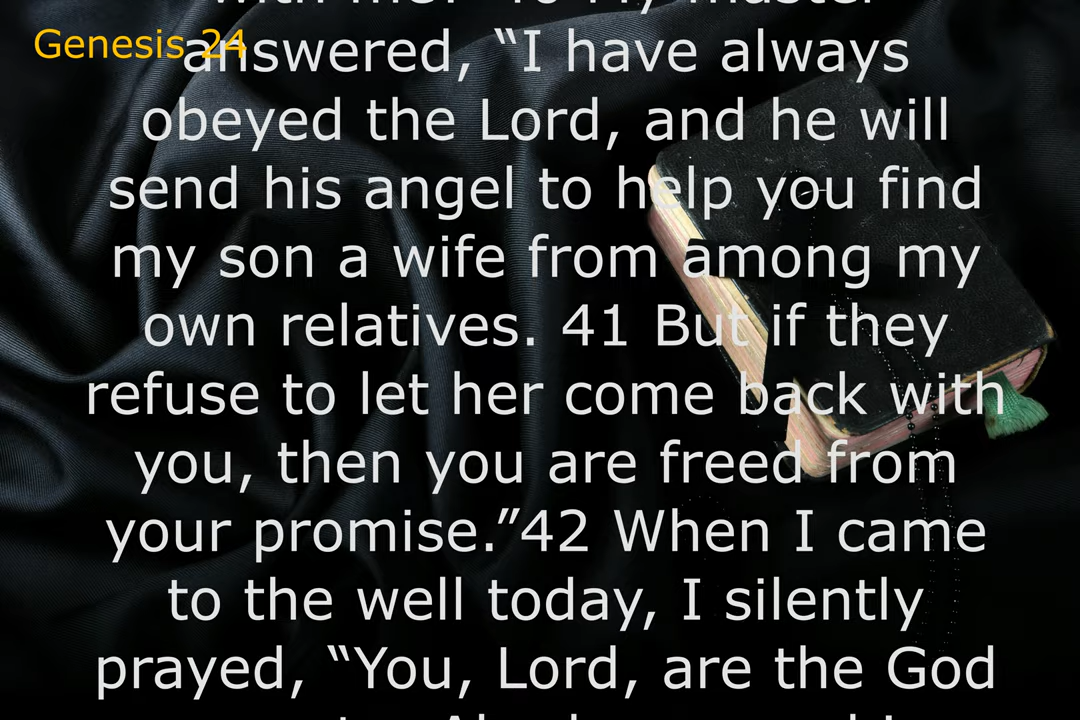 Genesis 24
answered, “I have always
obeyed the Lord, and he will
send his angel to help you find
my son a wife from among my
own relatives. 41 But if they
refuse to let her come back with
you, then you are freed from
your promise.”42 When I came
to the well today, I silently
prayed, “You, Lord, are the God